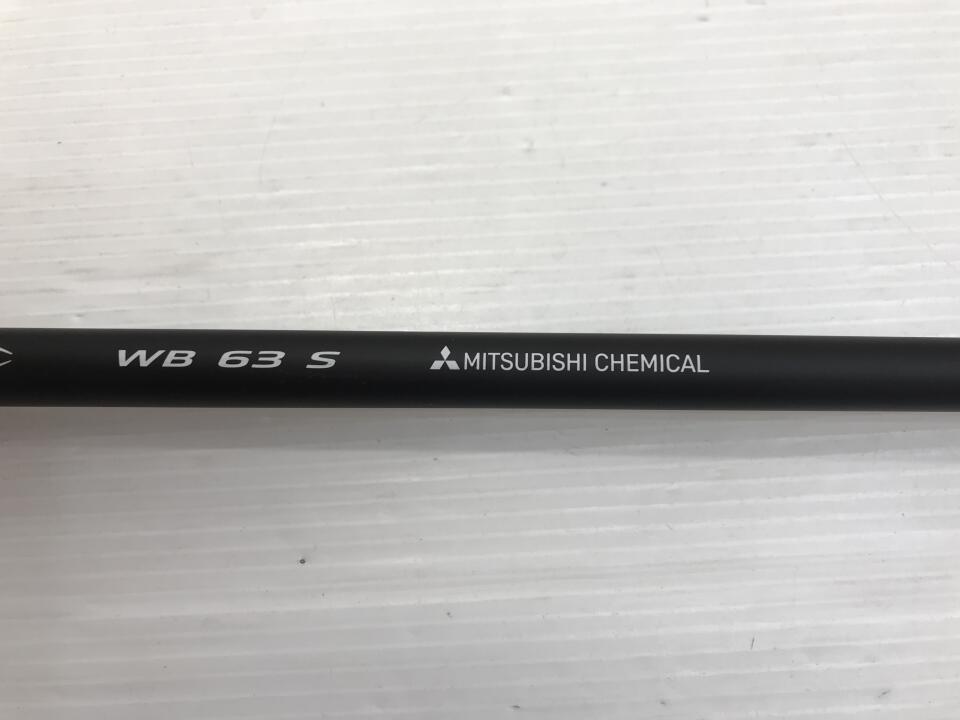 WB 63 S MITSUBISHI CHEMICAL